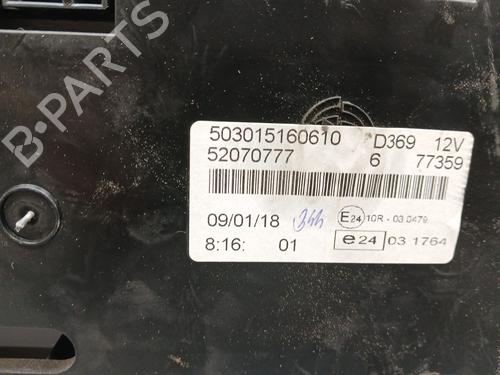 B-PARTS
503015160610 D369 12V
52070777 6 77359
09/01/18 344 E24 10R - 03 0479
8:16: 01 e24 03 1764